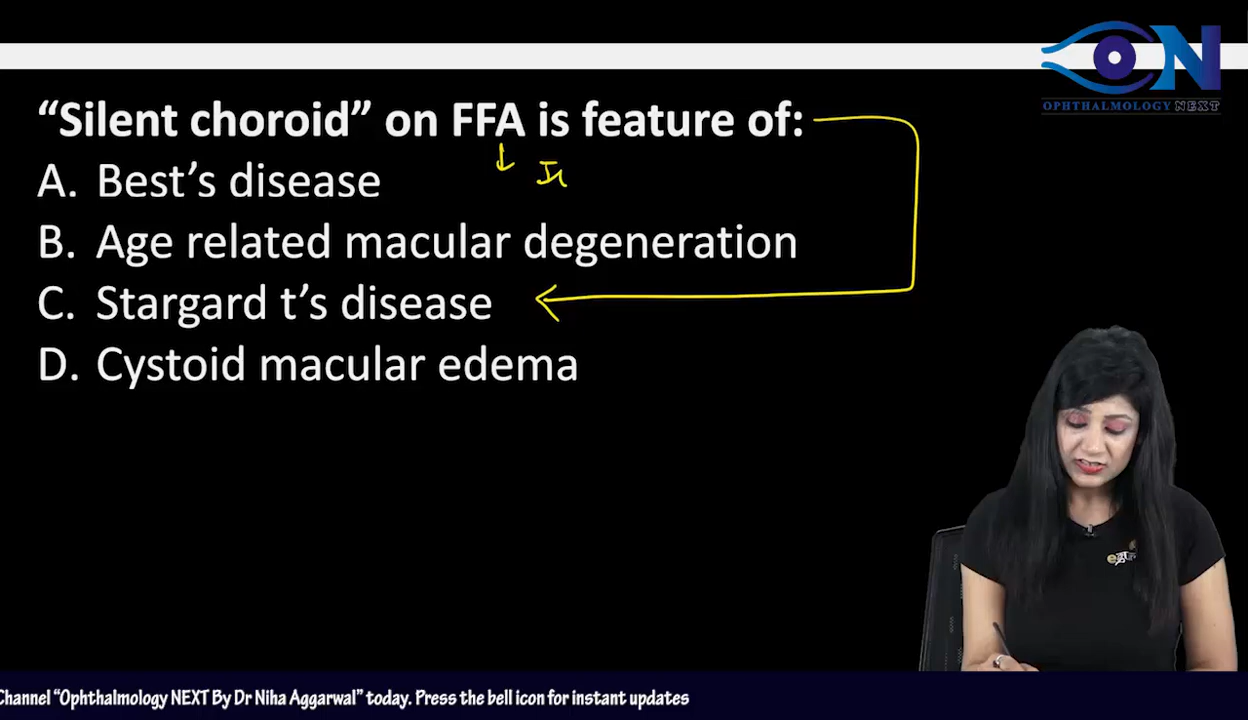 ON
OPHTHALMOLOGY NEXT
“Silent choroid” on FFA is feature of:
A. Best’s disease
B. Age related macular degeneration
C. Stargard t’s disease
D. Cystoid macular edema
Channel “Ophthalmology NEXT By Dr Niha Aggarwal” today. Press the bell icon for instant updates